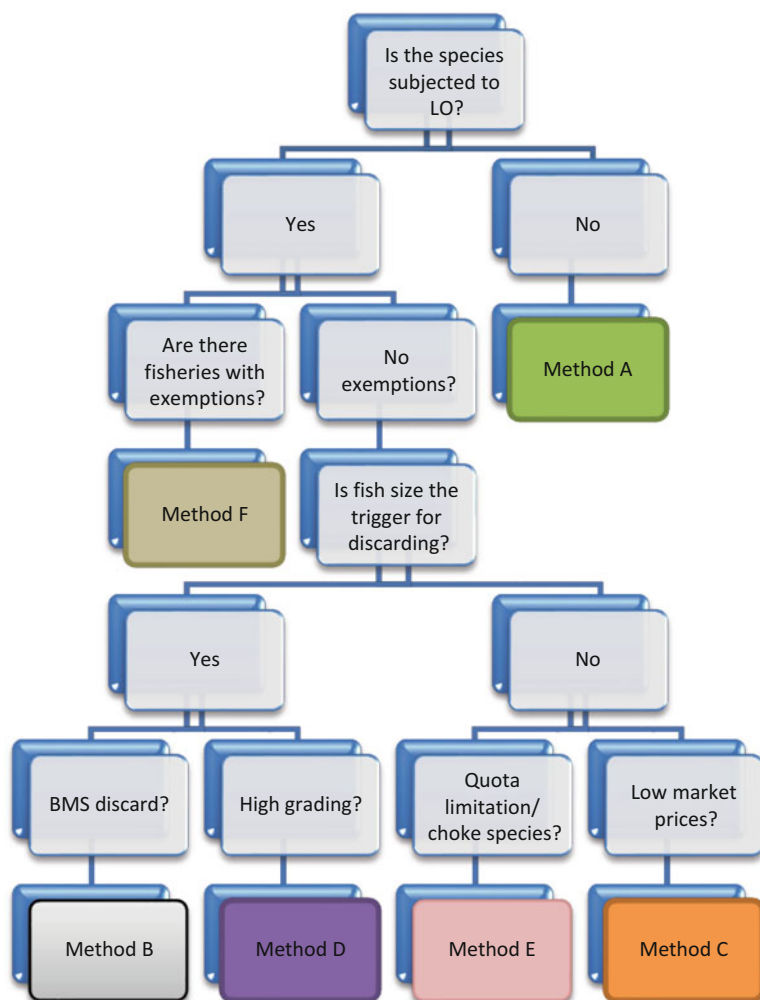 Is the species
subjected to
LO?
Yes
No
Are there
fisheries with
exemptions?
No
exemptions?
Method A
Method F
Is fish size the
trigger for
discarding?
Yes
No
BMS discard?
High grading?
Quota
limitation/
choke species?
Low market
prices?
Method B
Method D
Method E
Method C